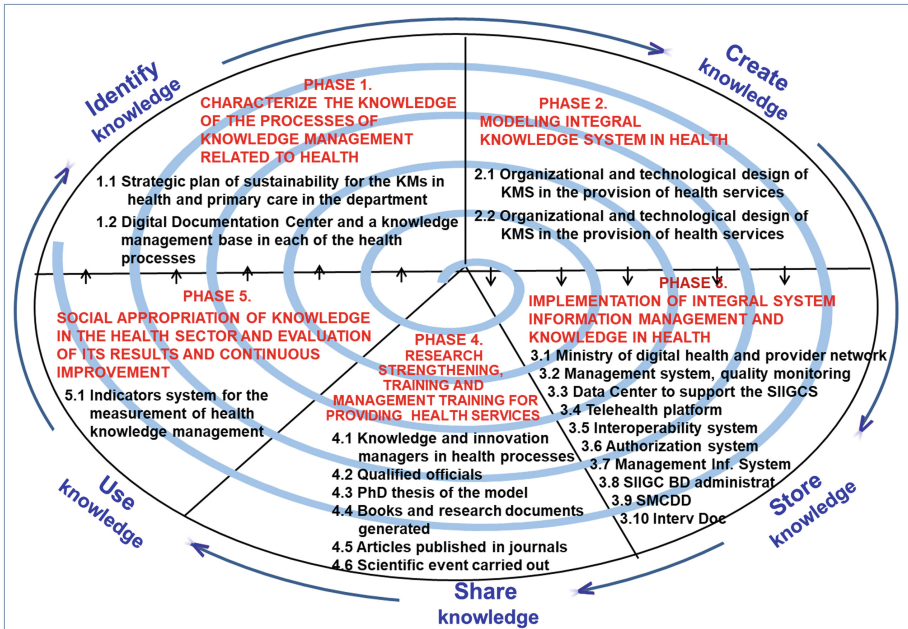 Identify
knowledge
Create
knowledge
PHASE 1.
CHARACTERIZE THE KNOWLEDGE
OF THE PROCESSES OF
KNOWLEDGE MANAGEMENT
RELATED TO HEALTH
1.1 Strategic plan of sustainability for the KMs in
health and primary care in the department
1.2 Digital Documentation Center and a knowledge
management base in each of the health
processes
PHASE 2.
MODELING INTEGRAL
KNOWLEDGE SYSTEM IN HEALTH
2.1 Organizational and technological design of
KMS in the provision of health services
2.2 Organizational and technological design of
KMS in the provision of health services
PHASE 3.
IMPLEMENTATION OF INTEGRAL SYSTEM
INFORMATION MANAGEMENT AND
KNOWLEDGE IN HEALTH
3.1 Ministry of digital health and provider network
3.2 Management system, quality monitoring
3.3 Data Center to support the SIIGCS
3.4 Telehealth platform
3.5 Interoperability system
3.6 Authorization system
3.7 Management Inf. System
3.8 SIIGC BD administrat
3.9 SMCDD
3.10 Interv Doc
Store
knowledge
PHASE 4.
RESEARCH
STRENGTHENING,
TRAINING AND
MANAGEMENT TRAINING FOR
PROVIDING HEALTH SERVICES
4.1 Knowledge and innovation
managers in health processes
4.2 Qualified officials
4.3 PhD thesis of the model
4.4 Books and research documents
generated
4.5 Articles published in journals
4.6 Scientific event carried out
Share
knowledge
PHASE 5.
SOCIAL APPROPRIATION OF KNOWLEDGE
IN THE HEALTH SECTOR AND EVALUATION
OF ITS RESULTS AND CONTINUOUS
IMPROVEMENT
5.1 Indicators system for the
measurement of health
knowledge management
Use
knowledge